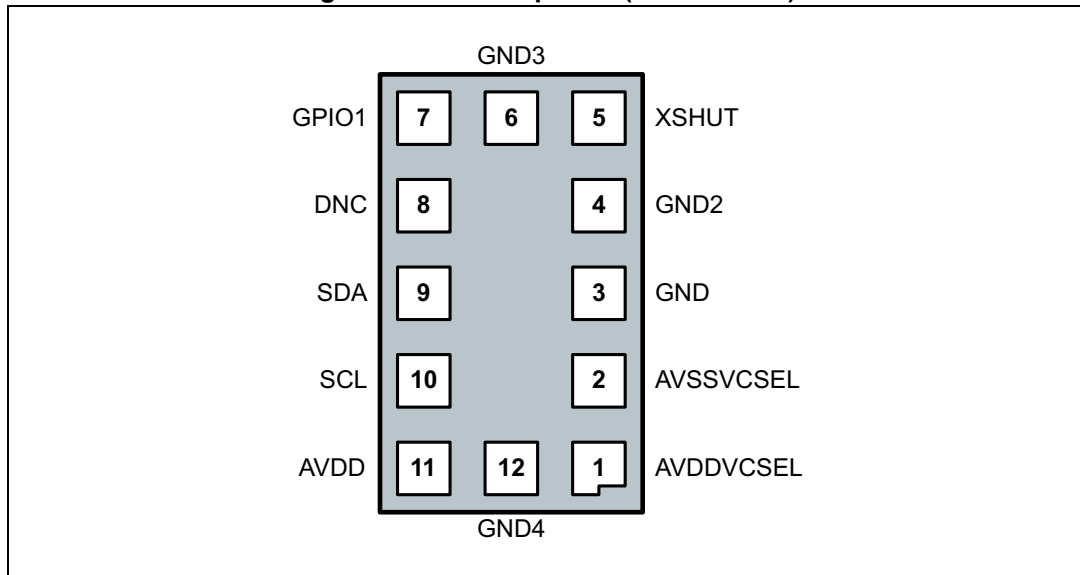 GND3
GPIO1 7 6 5 XSHUT
DNC 8 4 GND2
SDA 9 3 GND
SCL 10 2 AVSSVCSEL
AVDD 11 12 1 AVDDVCSEL
GND4